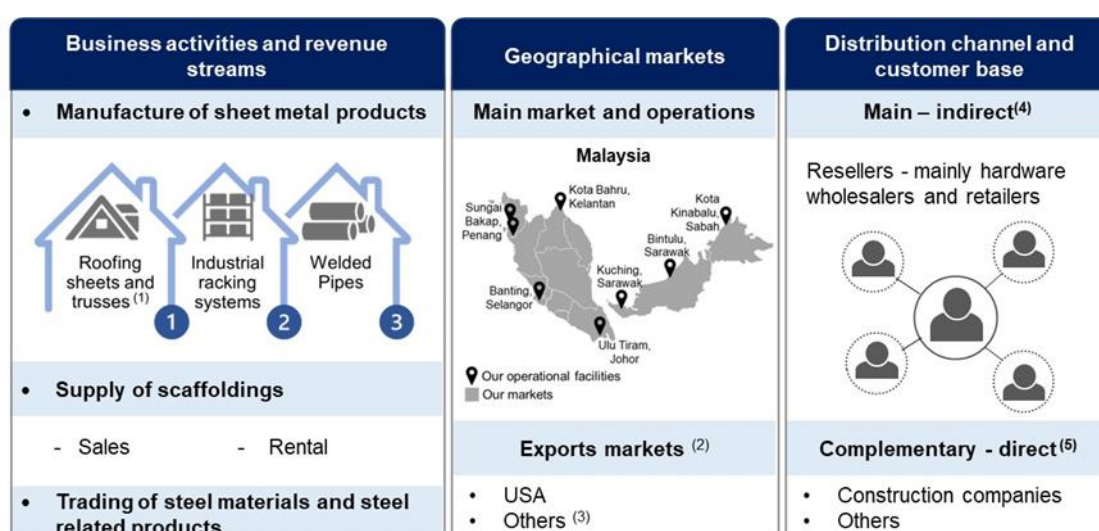 Business activities and revenue
streams
• Manufacture of sheet metal products
Roofing
sheets and
trusses (1)
1
Industrial
racking
systems
2
Welded
Pipes
3
• Supply of scaffoldings
- Sales
- Rental
• Trading of steel materials and steel
related products
Geographical markets
Main market and operations
Malaysia
Sungai
Bakap,
Penang
Kota Bahru,
Kelantan
Kota
Kinabalu,
Sabah
Bintulu,
Sarawak
Kuching,
Sarawak
Banting,
Selangor
Ulu Tiram,
Johor
Our operational facilities
Our markets
Exports markets (2)
• USA
• Others (3)
Distribution channel and
customer base
Main – indirect(4)
Resellers - mainly hardware
wholesalers and retailers
Complementary - direct(5)
• Construction companies
• Others